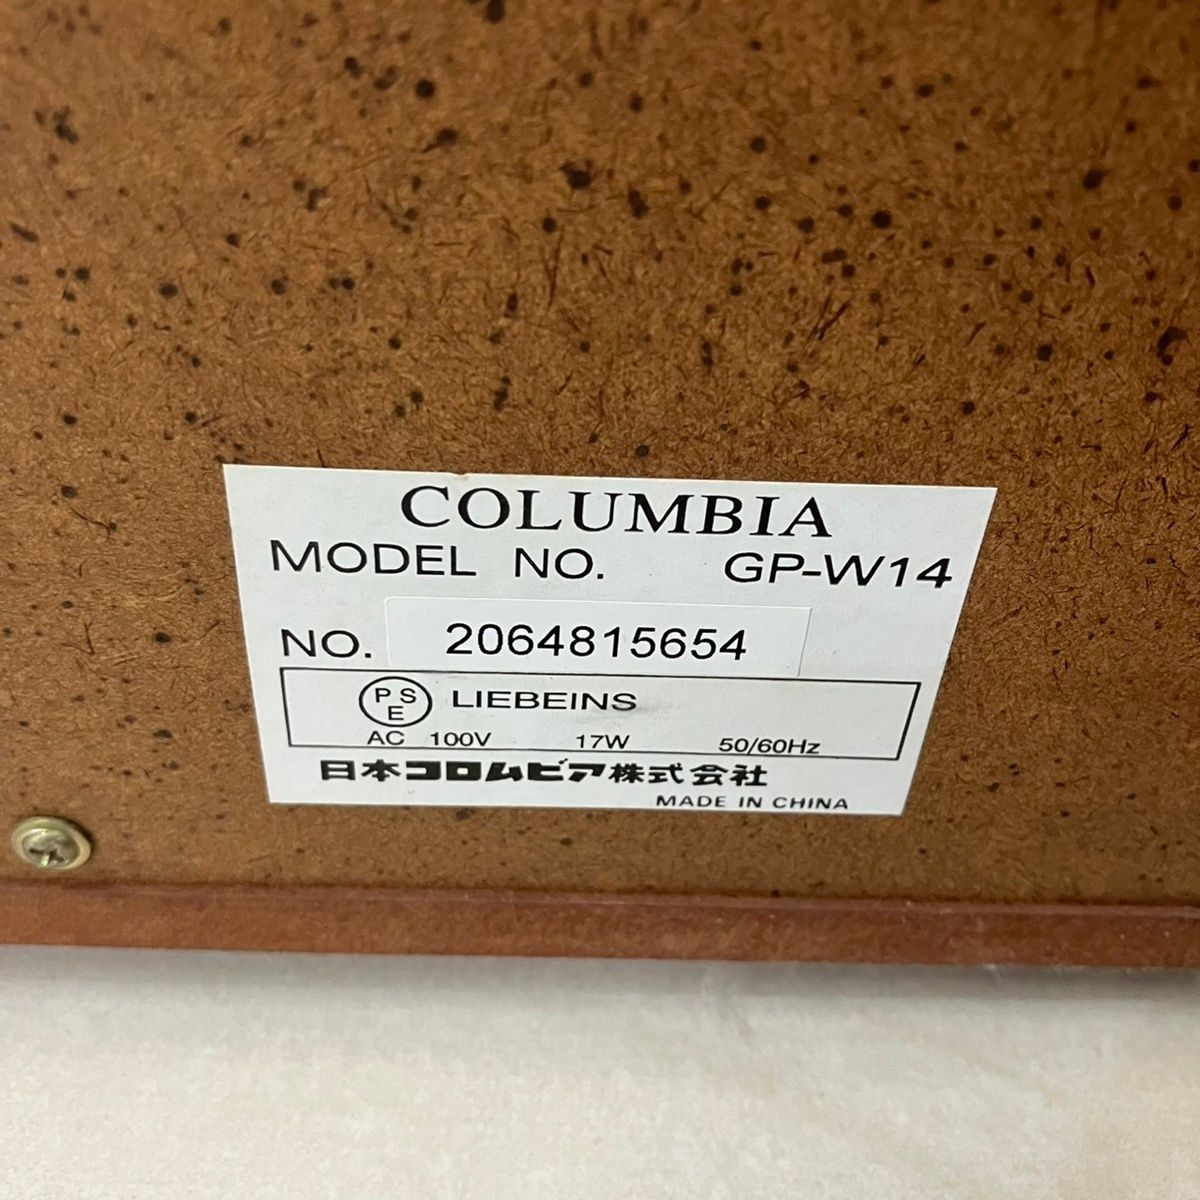 COLUMBIA
MODEL NO. GP-W14
NO. 2064815654
PSE LIEBEINS
AC 100V 17W 50/60Hz
日本コロムビア株式会社
MADE IN CHINA